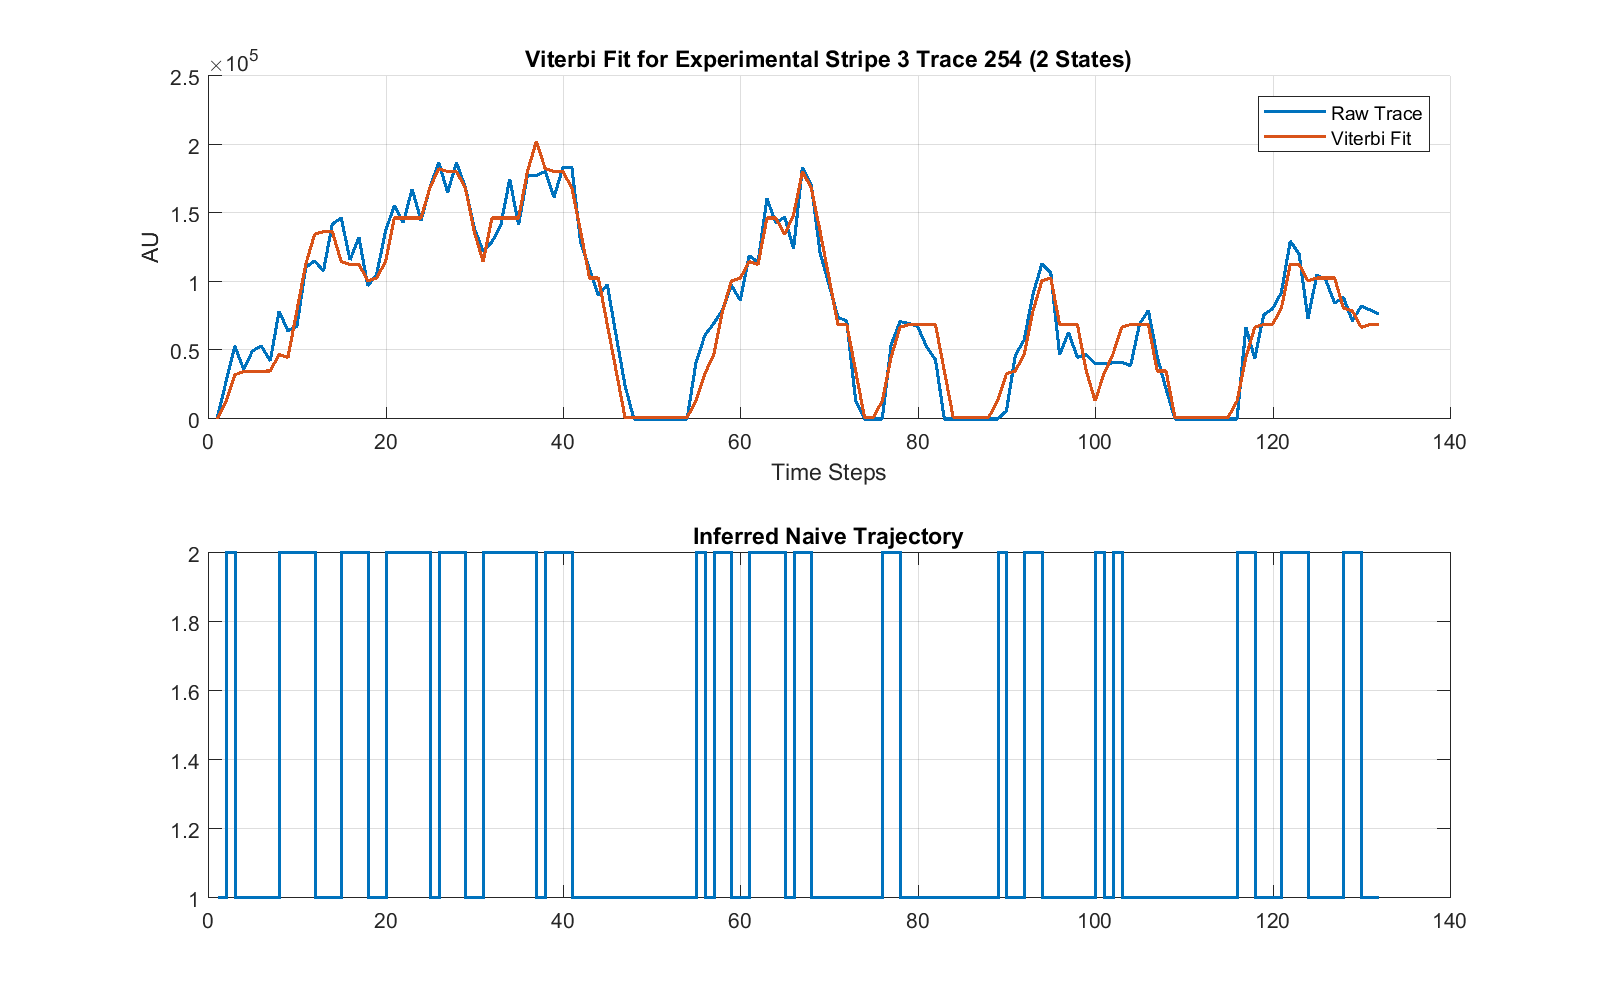 Viterbi Fit for Experimental Stripe 3 Trace 254 (2 States)
×10^5
2.5
2
1.5
1
0.5
0
AU
Raw Trace
Viterbi Fit
0 20 40 60 80 100 120 140
Time Steps
Inferred Naive Trajectory
2
1.8
1.6
1.4
1.2
1
0 20 40 60 80 100 120 140